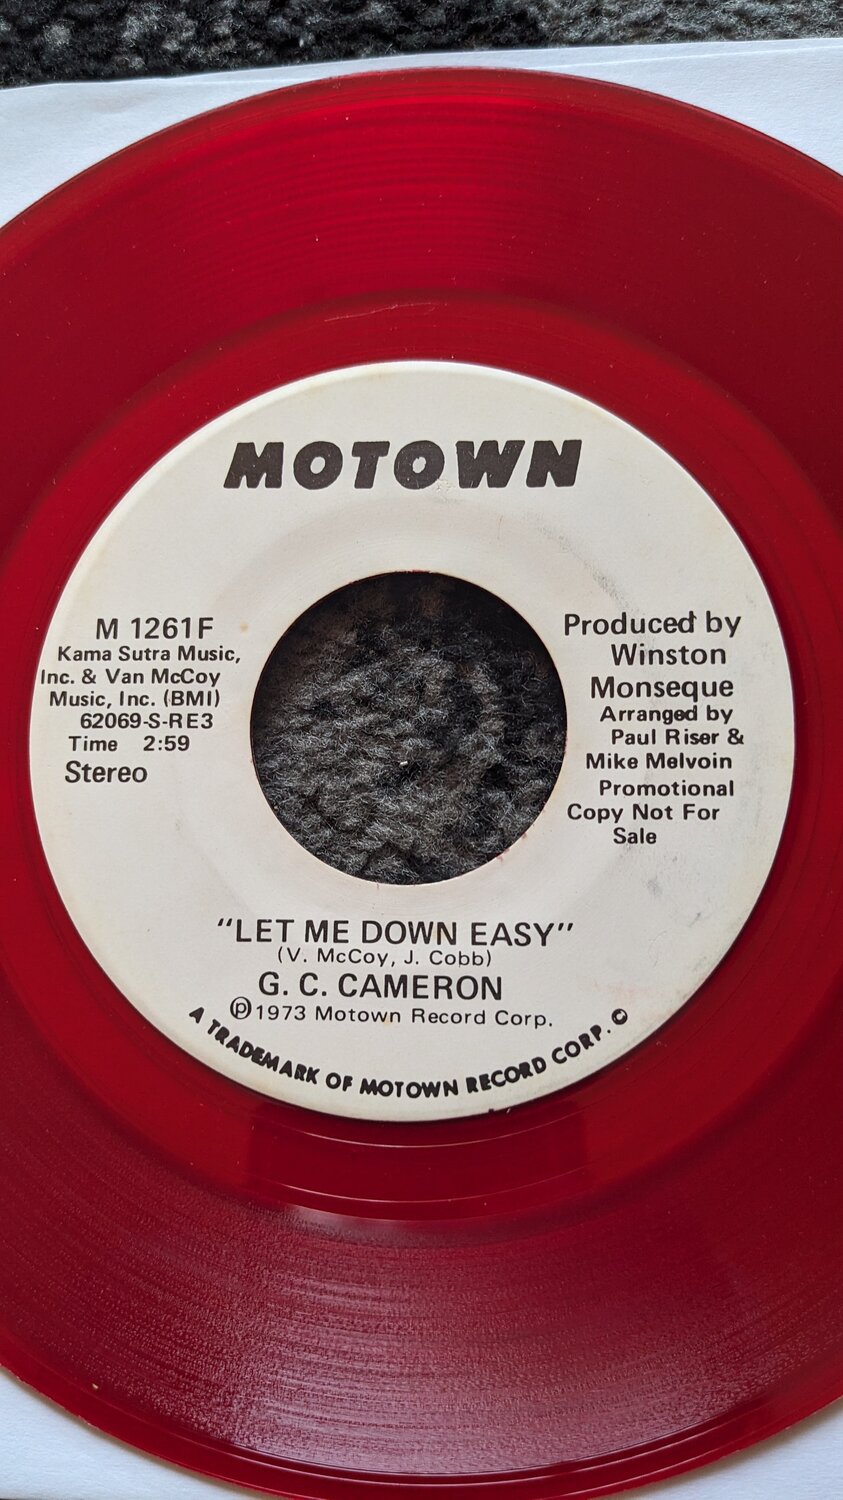 MOTOWN
M 1261F
Kama Sutra Music,
Inc. & Van McCoy
Music, Inc. (BMI)
62069-S-RE3
Time 2:59
Stereo
Produced by
Winston
Monseque
Arranged by
Paul Riser &
Mike Melvoin
Promotional
Copy Not For
Sale
"LET ME DOWN EASY"
(V. McCoy, J. Cobb)
G. C. CAMERON
℗1973 Motown Record Corp.
A TRADEMARK OF MOTOWN RECORD CORP. ©